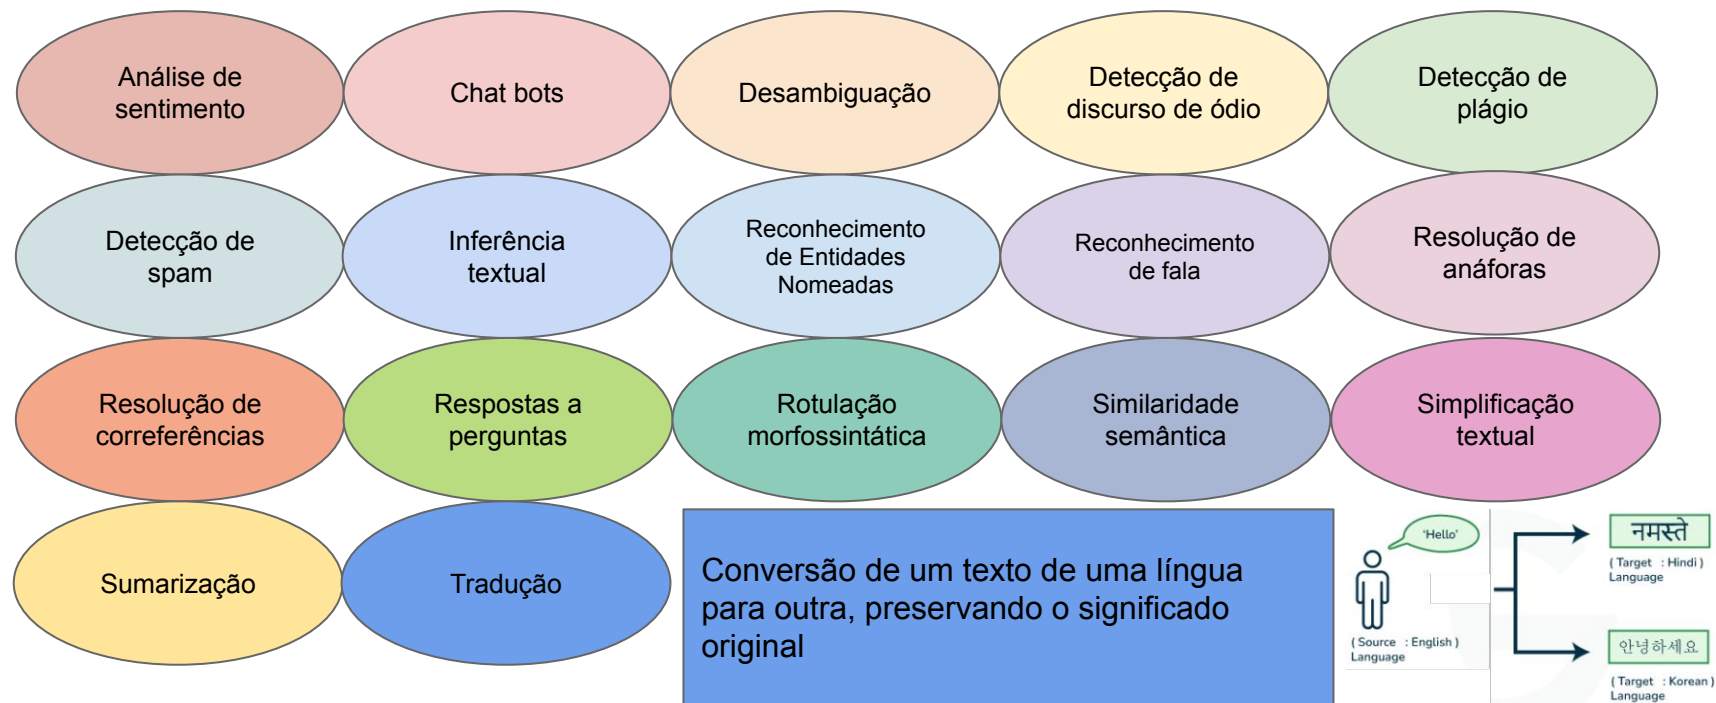 Análise de
sentimento
Chat bots
Desambiguação
Detecção de
discurso de ódio
Detecção de
plágio
Detecção de
spam
Inferência
textual
Reconhecimento
de Entidades
Nomeadas
Reconhecimento
de fala
Resolução de
anáforas
Resolução de
correferências
Respostas a
perguntas
Rotulação
morfossintática
Similaridade
semântica
Simplificação
textual
Sumarização
Tradução
Conversão de um texto de uma língua
para outra, preservando o significado
original
'Hello'
( Source : English )
Language
नमस्ते
( Target : Hindi )
Language
안녕하세요
( Target : Korean )
Language